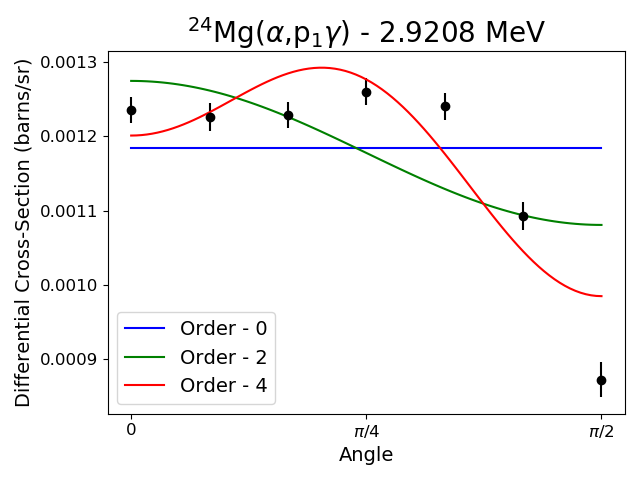 ²⁴Mg(α,p₁γ) - 2.9208 MeV
Differential Cross-Section (barns/sr)
0.0013
0.0012
0.0011
0.0010
0.0009
Order - 0
Order - 2
Order - 4
0
π/4
π/2
Angle